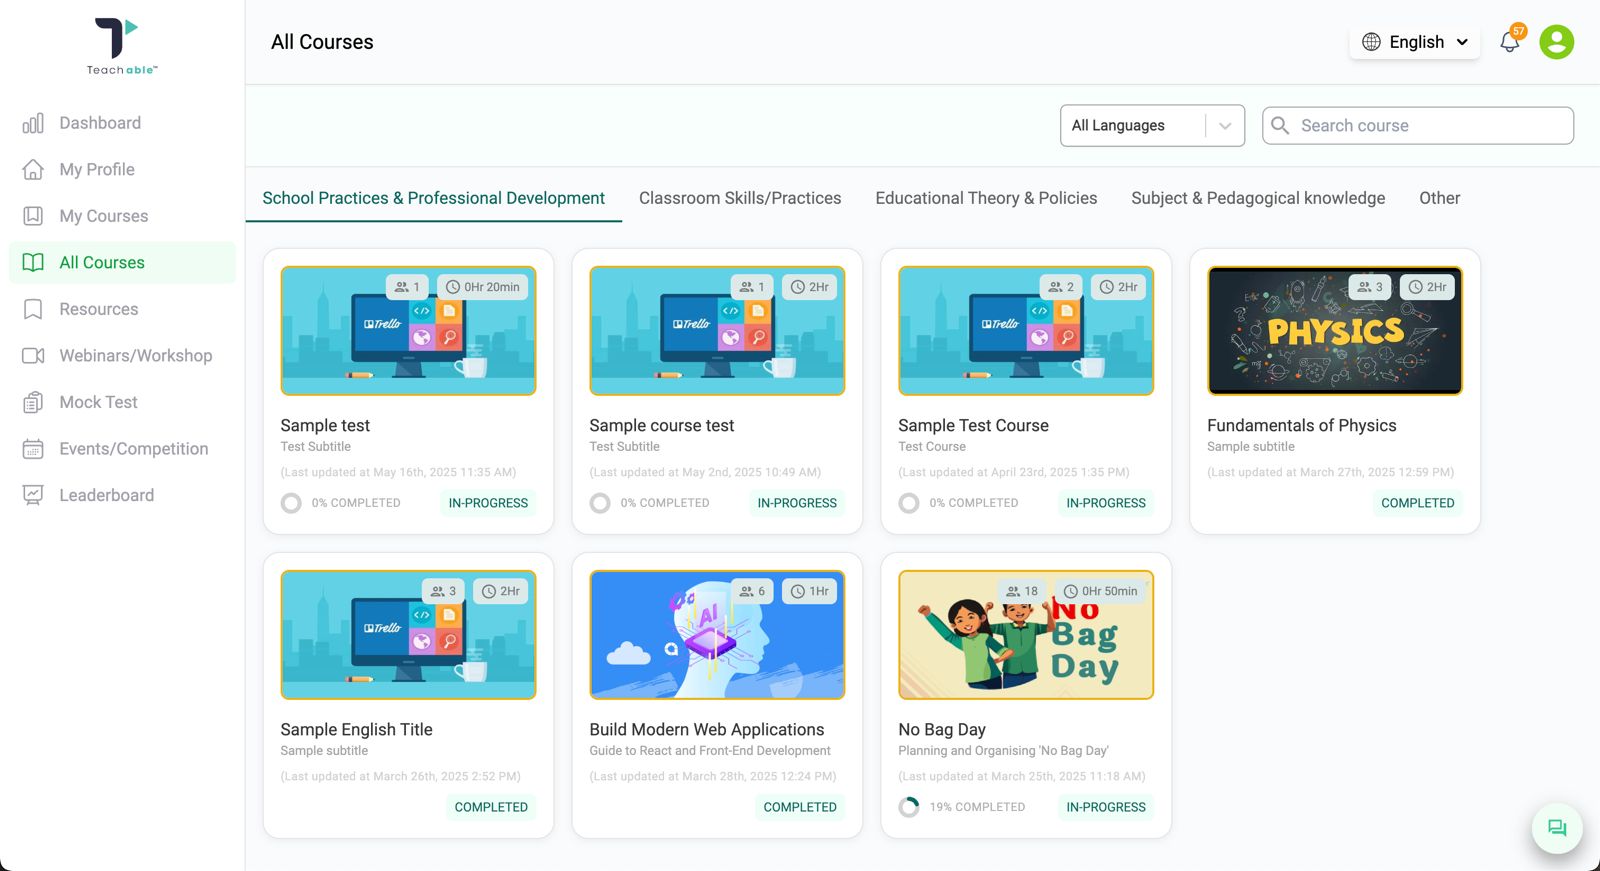 Teachable™
All Courses
English
57
Dashboard
My Profile
My Courses
All Courses
Resources
Webinars/Workshop
Mock Test
Events/Competition
Leaderboard
All Languages
Search course
School Practices & Professional Development
Classroom Skills/Practices
Educational Theory & Policies
Subject & Pedagogical knowledge
Other
1
0Hr 20min
Trello
Sample test
Test Subtitle
(Last updated at May 16th, 2025 11:35 AM)
0% COMPLETED
IN-PROGRESS
1
2Hr
Trello
Sample course test
Test Subtitle
(Last updated at May 2nd, 2025 10:49 AM)
0% COMPLETED
IN-PROGRESS
2
2Hr
Trello
Sample Test Course
Test Course
(Last updated at April 23rd, 2025 1:35 PM)
0% COMPLETED
IN-PROGRESS
3
2Hr
PHYSICS
Fundamentals of Physics
Sample subtitle
(Last updated at March 27th, 2025 12:59 PM)
COMPLETED
3
2Hr
Trello
Sample English Title
Sample subtitle
(Last updated at March 26th, 2025 2:52 PM)
COMPLETED
6
1Hr
AI
Build Modern Web Applications
Guide to React and Front-End Development
(Last updated at March 28th, 2025 12:24 PM)
COMPLETED
18
0Hr 50min
No
Bag
Day
No Bag Day
Planning and Organising 'No Bag Day'
(Last updated at March 25th, 2025 11:18 AM)
19% COMPLETED
IN-PROGRESS